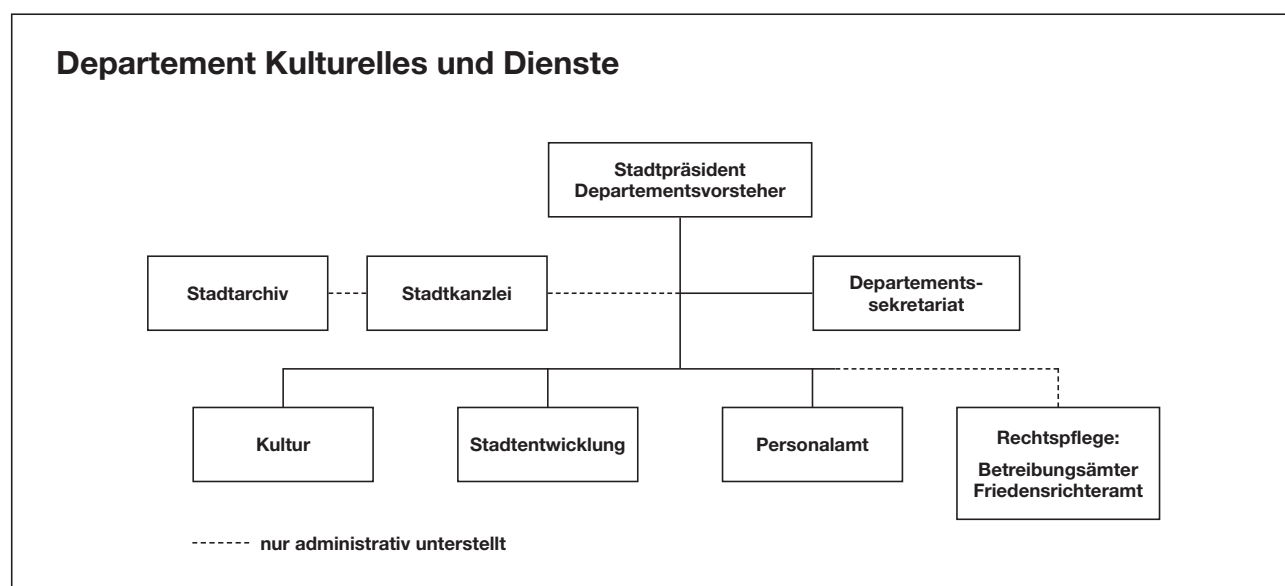 Departement Kulturelles und Dienste
Stadtpräsident
Departementsvorsteher
Stadtarchiv
Stadtkanzlei
Departements-
sekretariat
Kultur
Stadtentwicklung
Personalamt
Rechtspflege:
Betreibungsämter
Friedensrichteramt
nur administrativ unterstellt